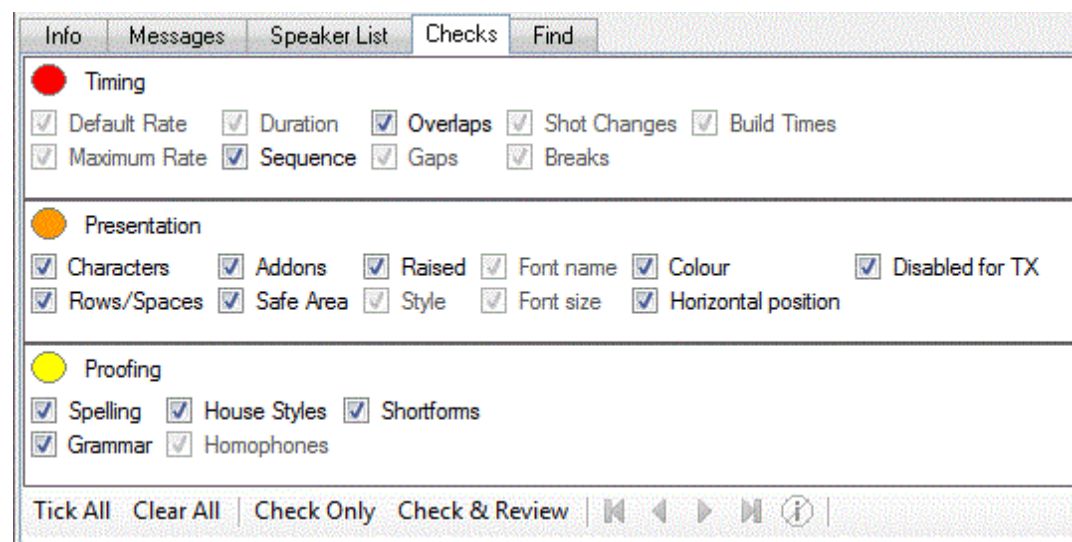 Info Messages Speaker List Checks Find
Timing
Default Rate Duration Overlaps Shot Changes Build Times
Maximum Rate Sequence Gaps Breaks
Presentation
Characters Addons Raised Font name Colour Disabled for TX
Rows/Spaces Safe Area Style Font size Horizontal position
Proofing
Spelling House Styles Shortforms
Grammar Homophones
Tick All Clear All Check Only Check & Review i